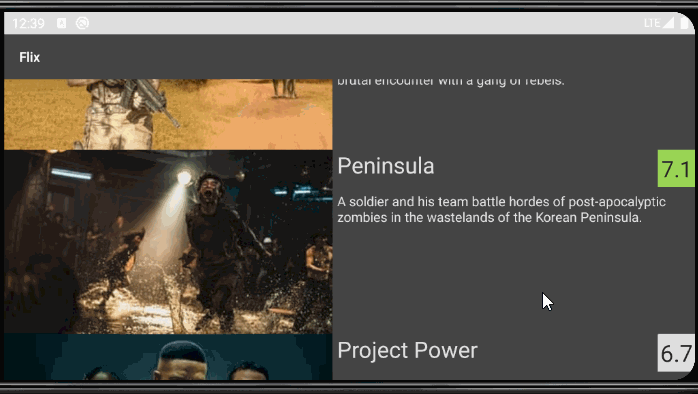 12:39
LTE
Flix
brutal encounter with a gang of rebels.
Peninsula
7.1
A soldier and his team battle hordes of post-apocalyptic
zombies in the wastelands of the Korean Peninsula.
Project Power
6.7